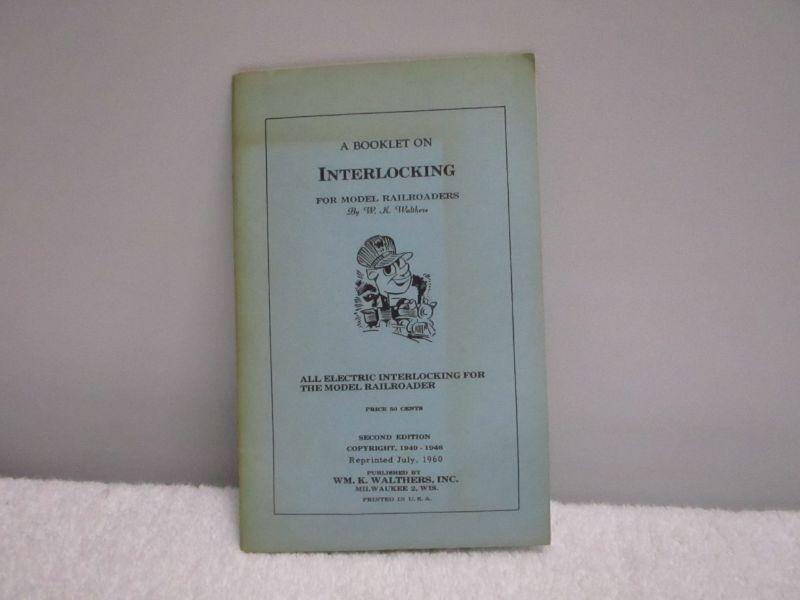 A BOOKLET ON
INTERLOCKING
FOR MODEL RAILROADERS
By W. K. Walthers
ALL ELECTRIC INTERLOCKING FOR
THE MODEL RAILROADER
PRICE 50 CENTS
SECOND EDITION
COPYRIGHT, 1940 - 1946
Reprinted July, 1960
PUBLISHED BY
WM. K. WALTHERS, INC.
MILWAUKEE 2, WIS.
PRINTED IN U. S. A.